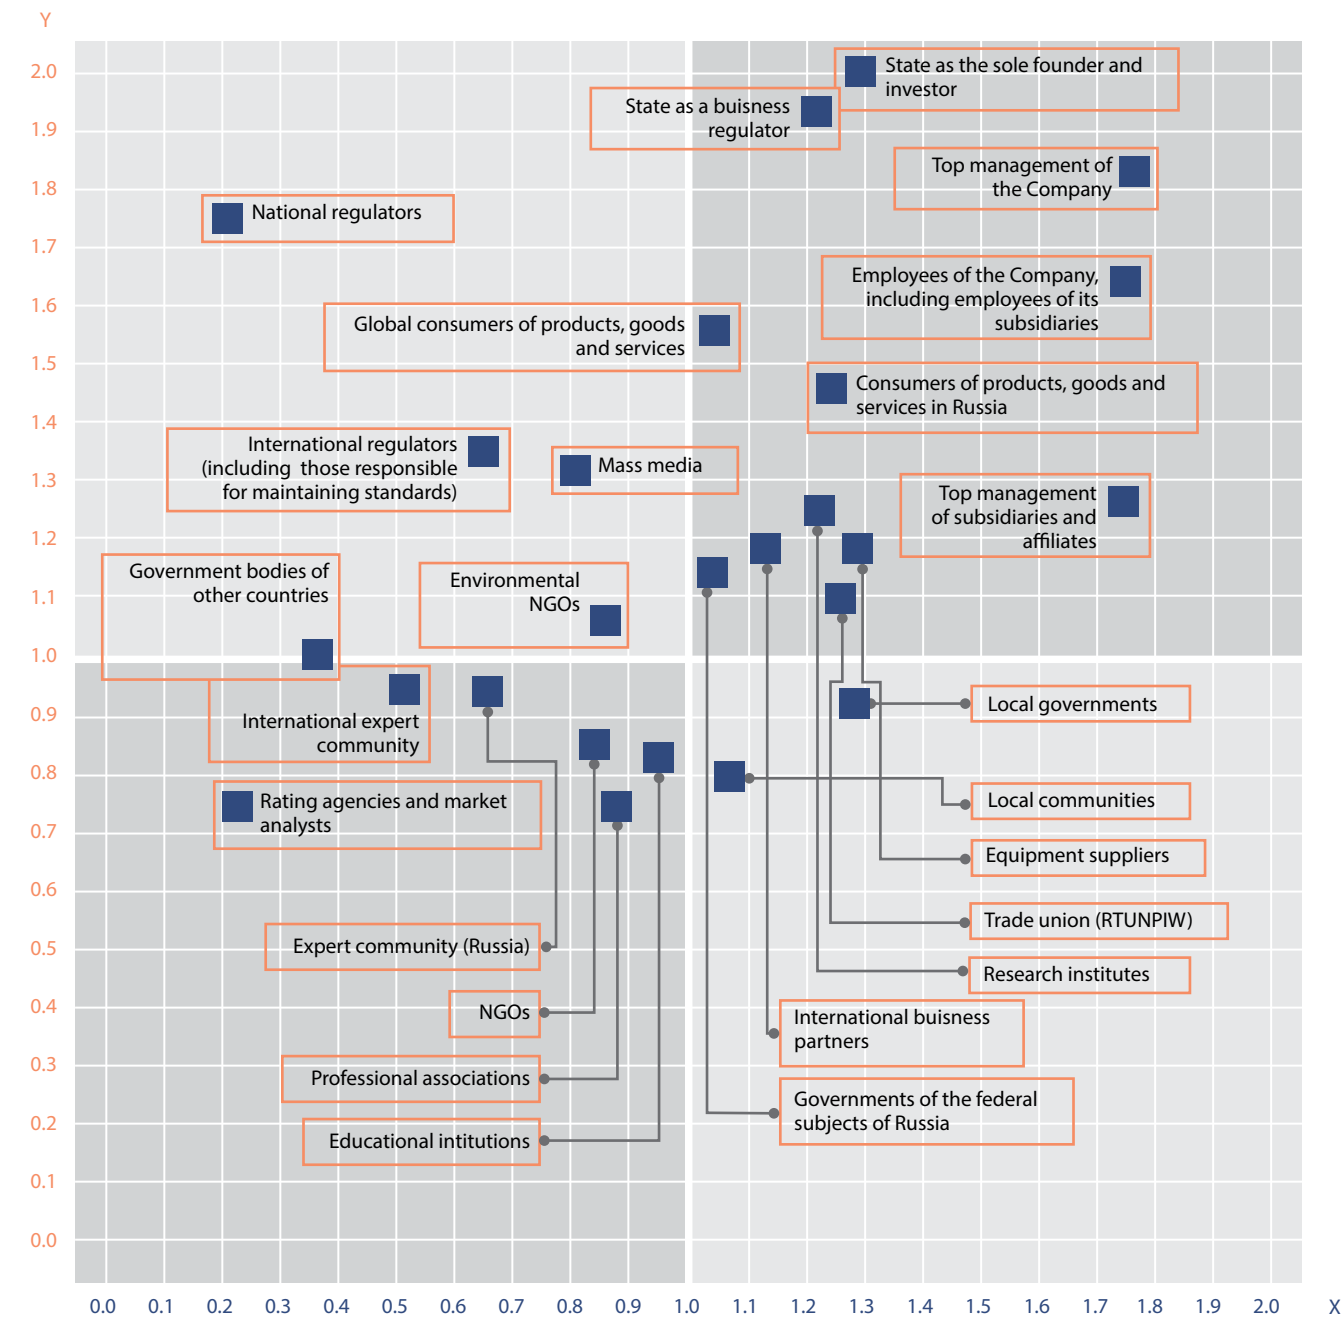 Y
2.0
State as the sole founder and
investor
State as a buisness
regulator
1.9
Top management of
the Company
1.8
National regulators
1.7
Employees of the Company,
including employees of its
subsidiaries
1.6
Global consumers of products, goods
and services
1.5
Consumers of products, goods and
services in Russia
1.4
International regulators
(including those responsible
for maintaining standards)
Mass media
1.3
Top management
of subsidiaries and
affiliates
1.2
Government bodies of
other countries
Environmental
NGOs
1.1
1.0
International expert
community
Local governments
0.9
0.8
Rating agencies and market
analysts
Local communities
0.7
Equipment suppliers
0.6
Trade union (RTUNPIW)
0.5
Expert community (Russia)
Research institutes
0.4
NGOs
International buisness
partners
0.3
Professional associations
Governments of the federal
subjects of Russia
0.2
Educational intitutions
0.1
0.0
0.0 0.1 0.2 0.3 0.4 0.5 0.6 0.7 0.8 0.9 1.0 1.1 1.2 1.3 1.4 1.5 1.6 1.7 1.8 1.9 2.0 X